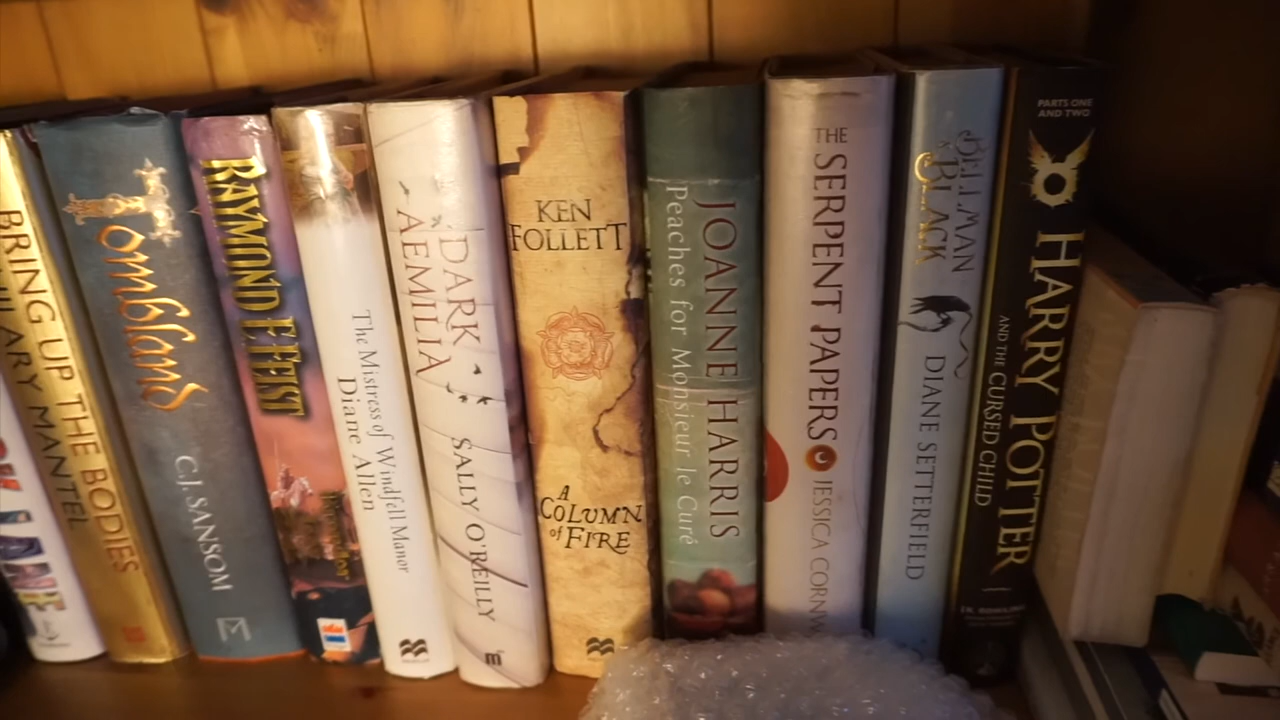 BRING UP THE BODIES
HILARY MANTEL
Tombland
C.J. SANSOM
RAYMOND E FEIST
The Mistress of Windfell Manor
Diane Allen
DARK
AEMILIA
SALLY O'REILLY
KEN
FOLLETT
A
COLUMN
of FIRE
JOANNE HARRIS
Peaches for Monsieur le Curé
THE
SERPENT PAPERS
JESSICA CORNW
BELLMAN
& BLACK
DIANE SETTERFIELD
PARTS ONE
AND TWO
HARRY POTTER
AND THE CURSED CHILD
J.K. ROWLING